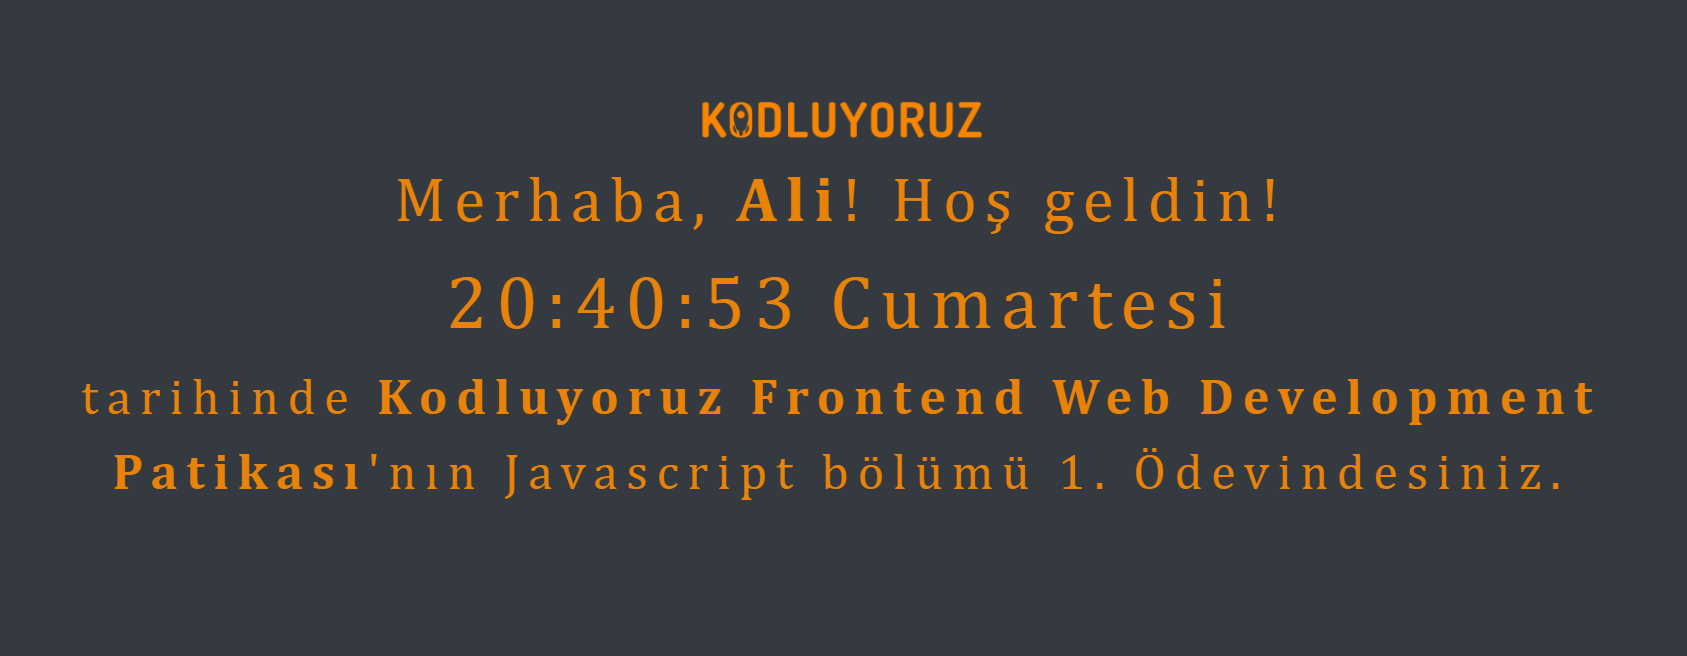 KODLUYORUZ
Merhaba, Ali! Hoş geldin!
20:40:53 Cumartesi
tarihinde Kodluyoruz Frontend Web Development
Patikası'nın Javascript bölümü 1. Ödevindesiniz.